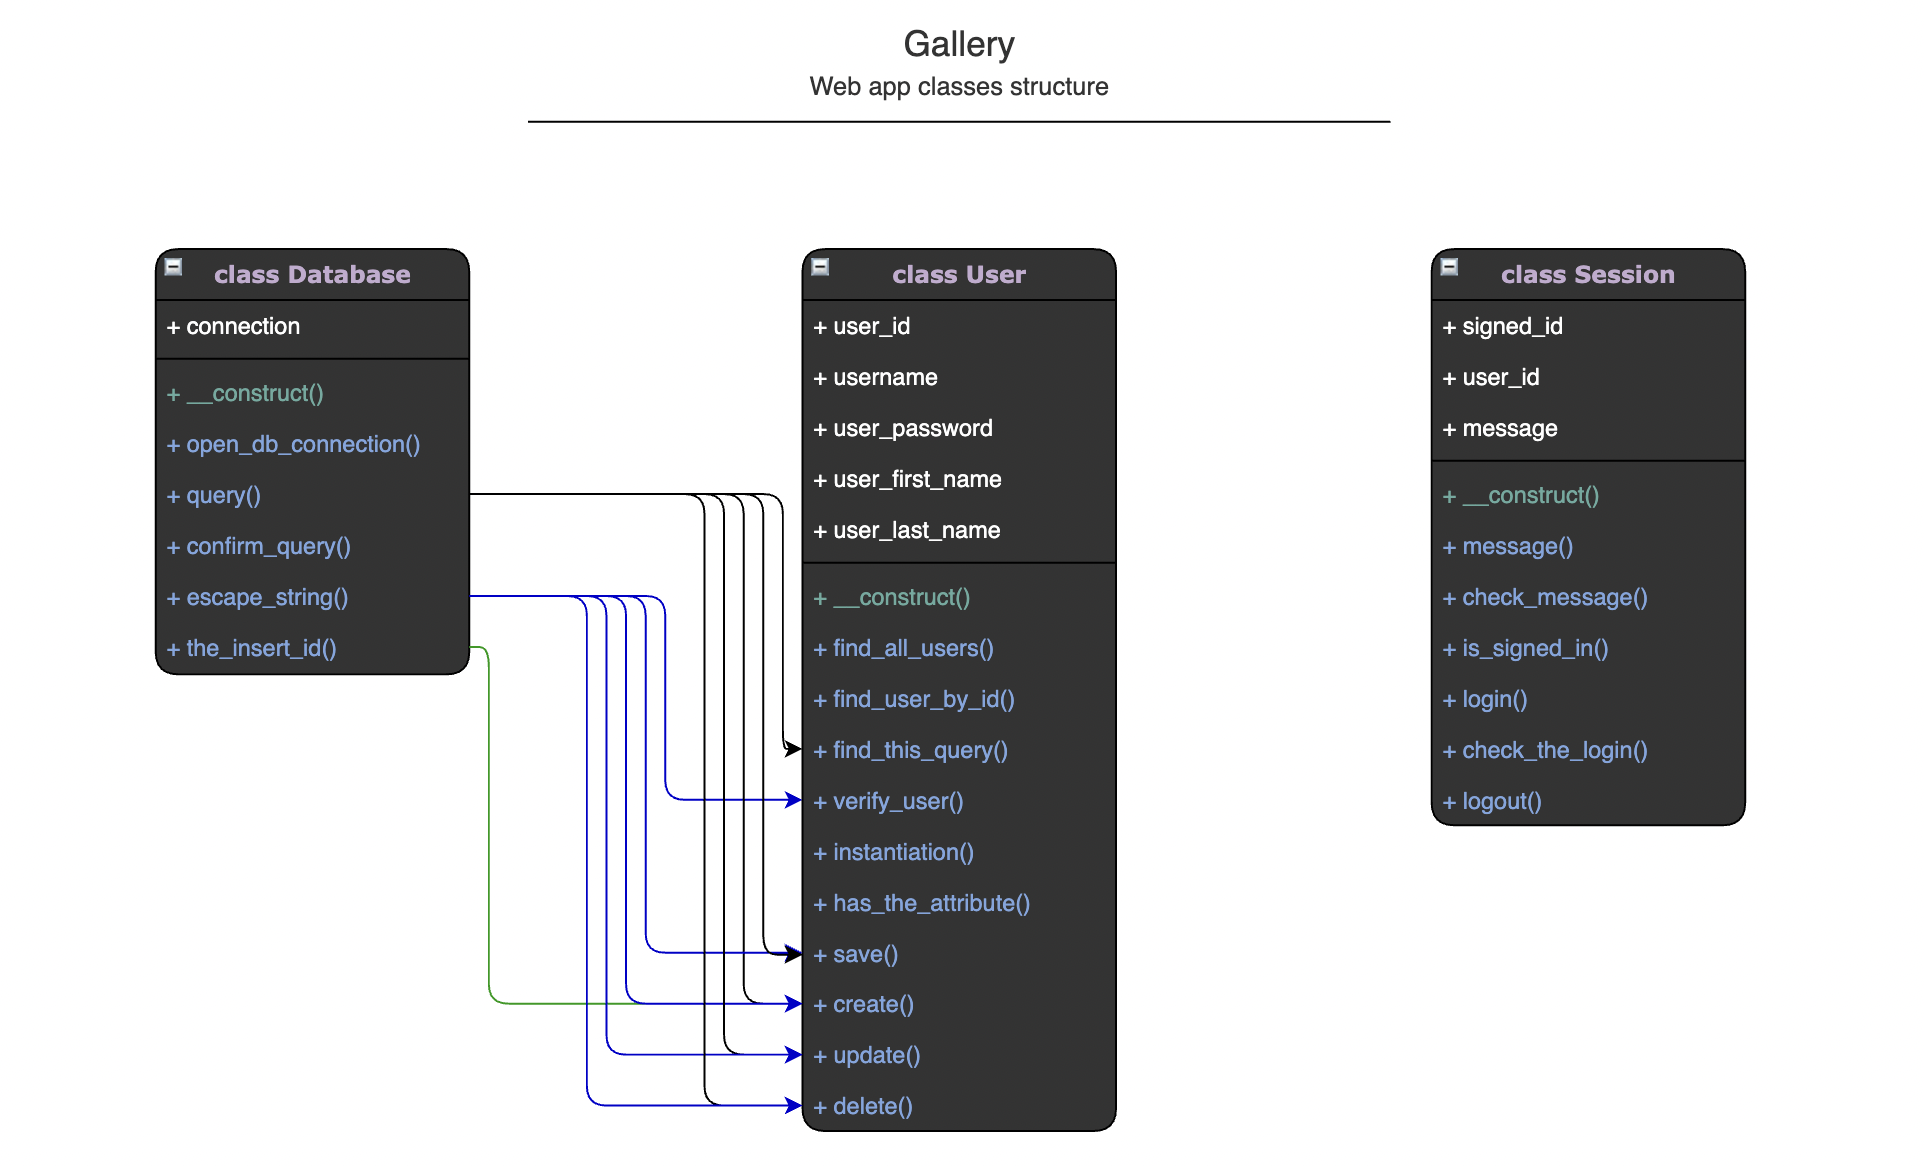 Gallery
Web app classes structure
class Database
+ connection
+ __construct()
+ open_db_connection()
+ query()
+ confirm_query()
+ escape_string()
+ the_insert_id()
class User
+ user_id
+ username
+ user_password
+ user_first_name
+ user_last_name
+ __construct()
+ find_all_users()
+ find_user_by_id()
+ find_this_query()
+ verify_user()
+ instantiation()
+ has_the_attribute()
+ save()
+ create()
+ update()
+ delete()
class Session
+ signed_id
+ user_id
+ message
+ __construct()
+ message()
+ check_message()
+ is_signed_in()
+ login()
+ check_the_login()
+ logout()